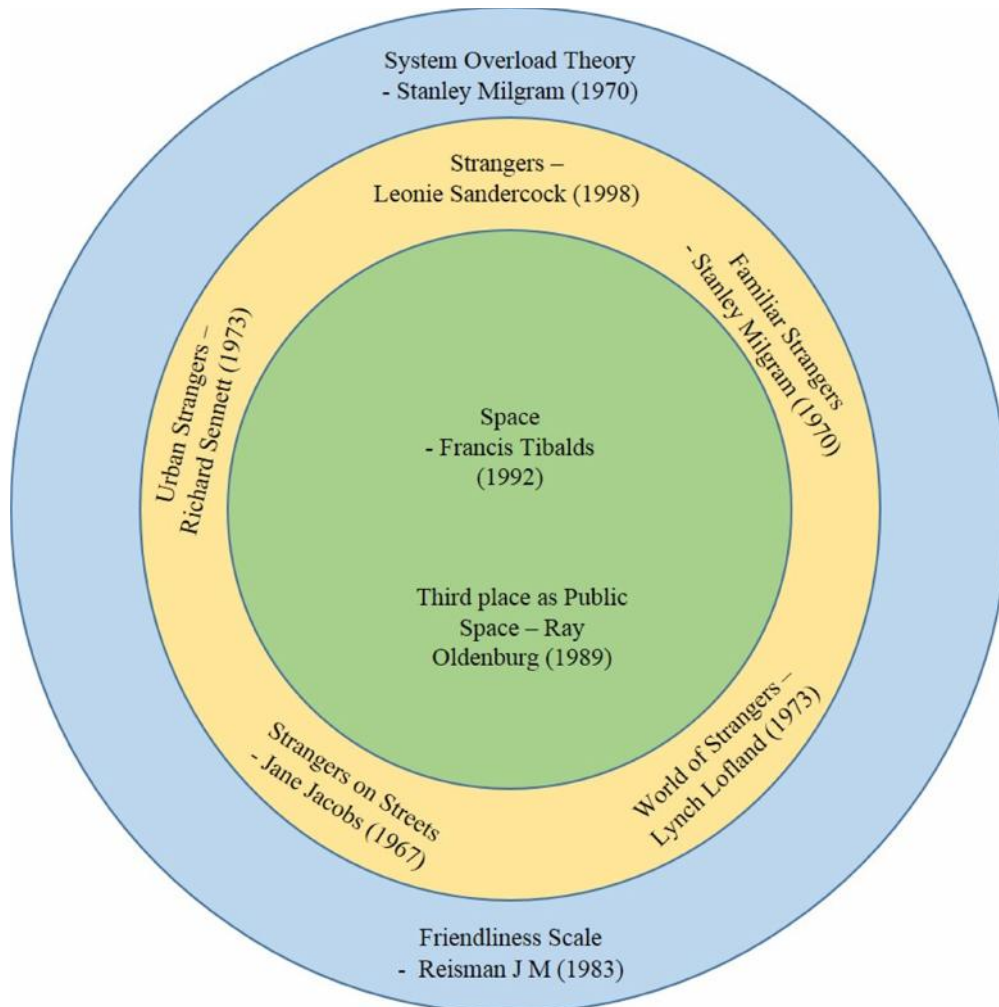 System Overload Theory
- Stanley Milgram (1970)
Strangers –
Leonie Sandercock (1998)
Familiar Strangers
- Stanley Milgram (1970)
Urban Strangers –
Richard Sennett (1973)
Space
- Francis Tibalds
(1992)
Third place as Public
Space – Ray
Oldenburg (1989)
Strangers on Streets
- Jane Jacobs (1967)
World of Strangers –
Lynch Lofland (1973)
Friendliness Scale
- Reisman J M (1983)